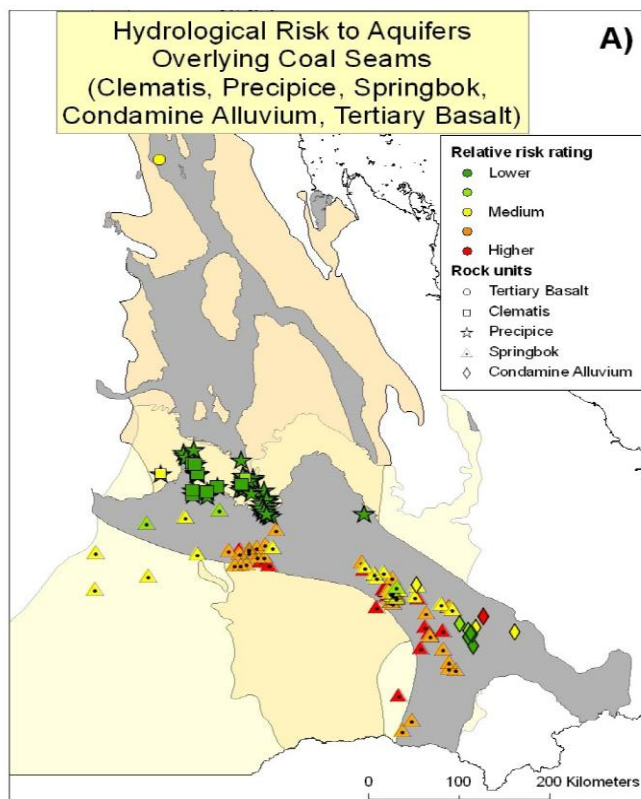 Hydrological Risk to Aquifers
Overlying Coal Seams
(Clematis, Precipice, Springbok,
Condamine Alluvium, Tertiary Basalt)
A)
Relative risk rating
Lower
Medium
Higher
Rock units
Tertiary Basalt
Clematis
Precipice
Springbok
Condamine Alluvium
0 100 200 Kilometers